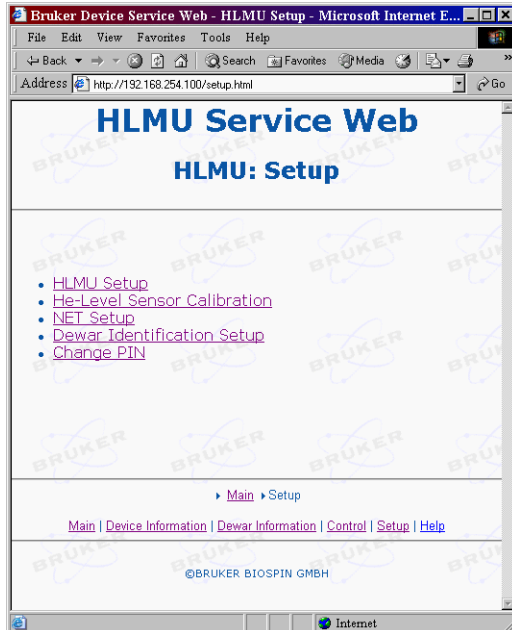 Bruker Device Service Web - HLMU Setup - Microsoft Internet E...
File Edit View Favorites Tools Help
Back Search Favorites Media »
Address http://192.168.254.100/setup.html Go
HLMU Service Web
HLMU: Setup
• HLMU Setup
• He-Level Sensor Calibration
• NET Setup
• Dewar Identification Setup
• Change PIN
Main Setup
Main | Device Information | Dewar Information | Control | Setup | Help
©BRUKER BIOSPIN GMBH
Internet
BRUKER